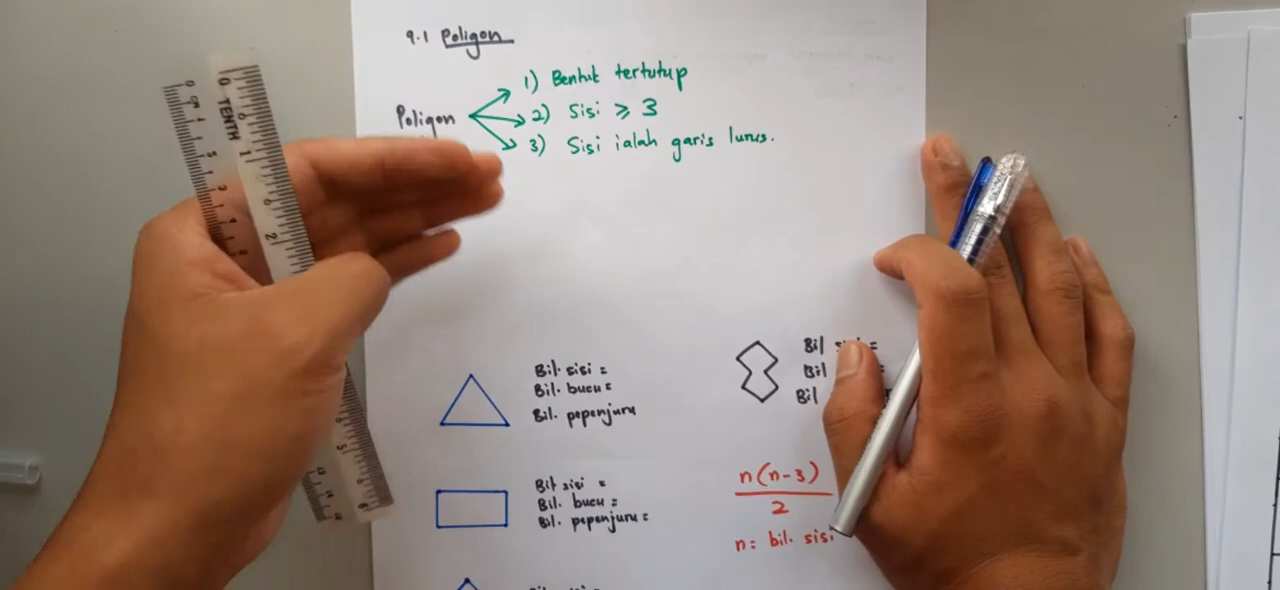 9.1 Poligon
Poligon
1) Bentuk tertutup
2) Sisi ⩾ 3
3) Sisi ialah garis lurus.
TENTH
Bil. sisi =
Bil. bucu =
Bil. pepenjuru
Bil sisi =
Bil. bucu =
Bil. pepenjuru =
Bil =
Bil =
Bil
n(n-3)
2
n = bil. sisi